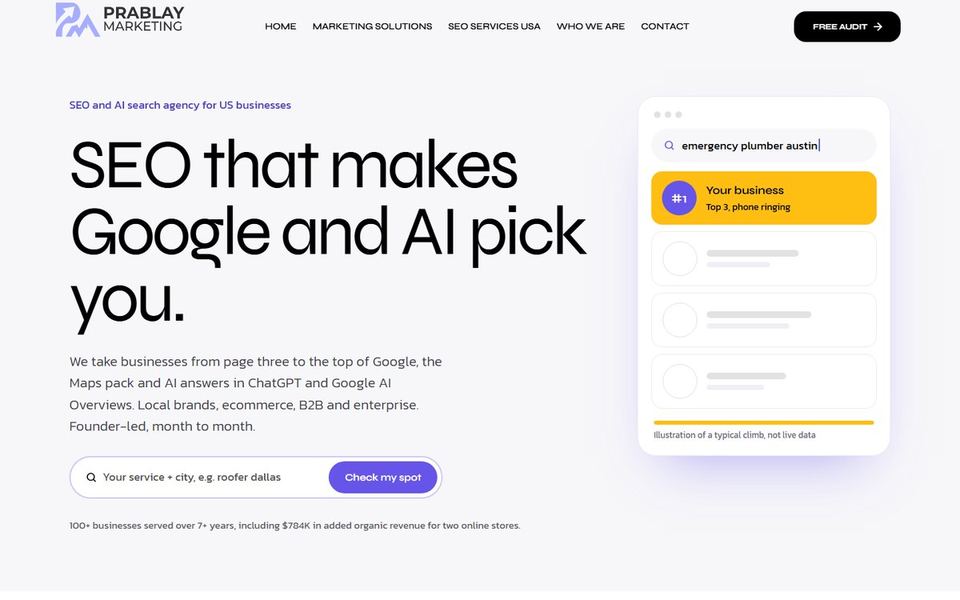 PRABLAY
MARKETING
HOME MARKETING SOLUTIONS SEO SERVICES USA WHO WE ARE CONTACT
FREE AUDIT →
SEO and AI search agency for US businesses
SEO that makes
Google and AI pick
you.
We take businesses from page three to the top of Google, the
Maps pack and AI answers in ChatGPT and Google AI
Overviews. Local brands, ecommerce, B2B and enterprise.
Founder-led, month to month.
Your service + city, e.g. roofer dallas
Check my spot
100+ businesses served over 7+ years, including $784K in added organic revenue for two online stores.
emergency plumber austin
#1
Your business
Top 3, phone ringing
Illustration of a typical climb, not live data